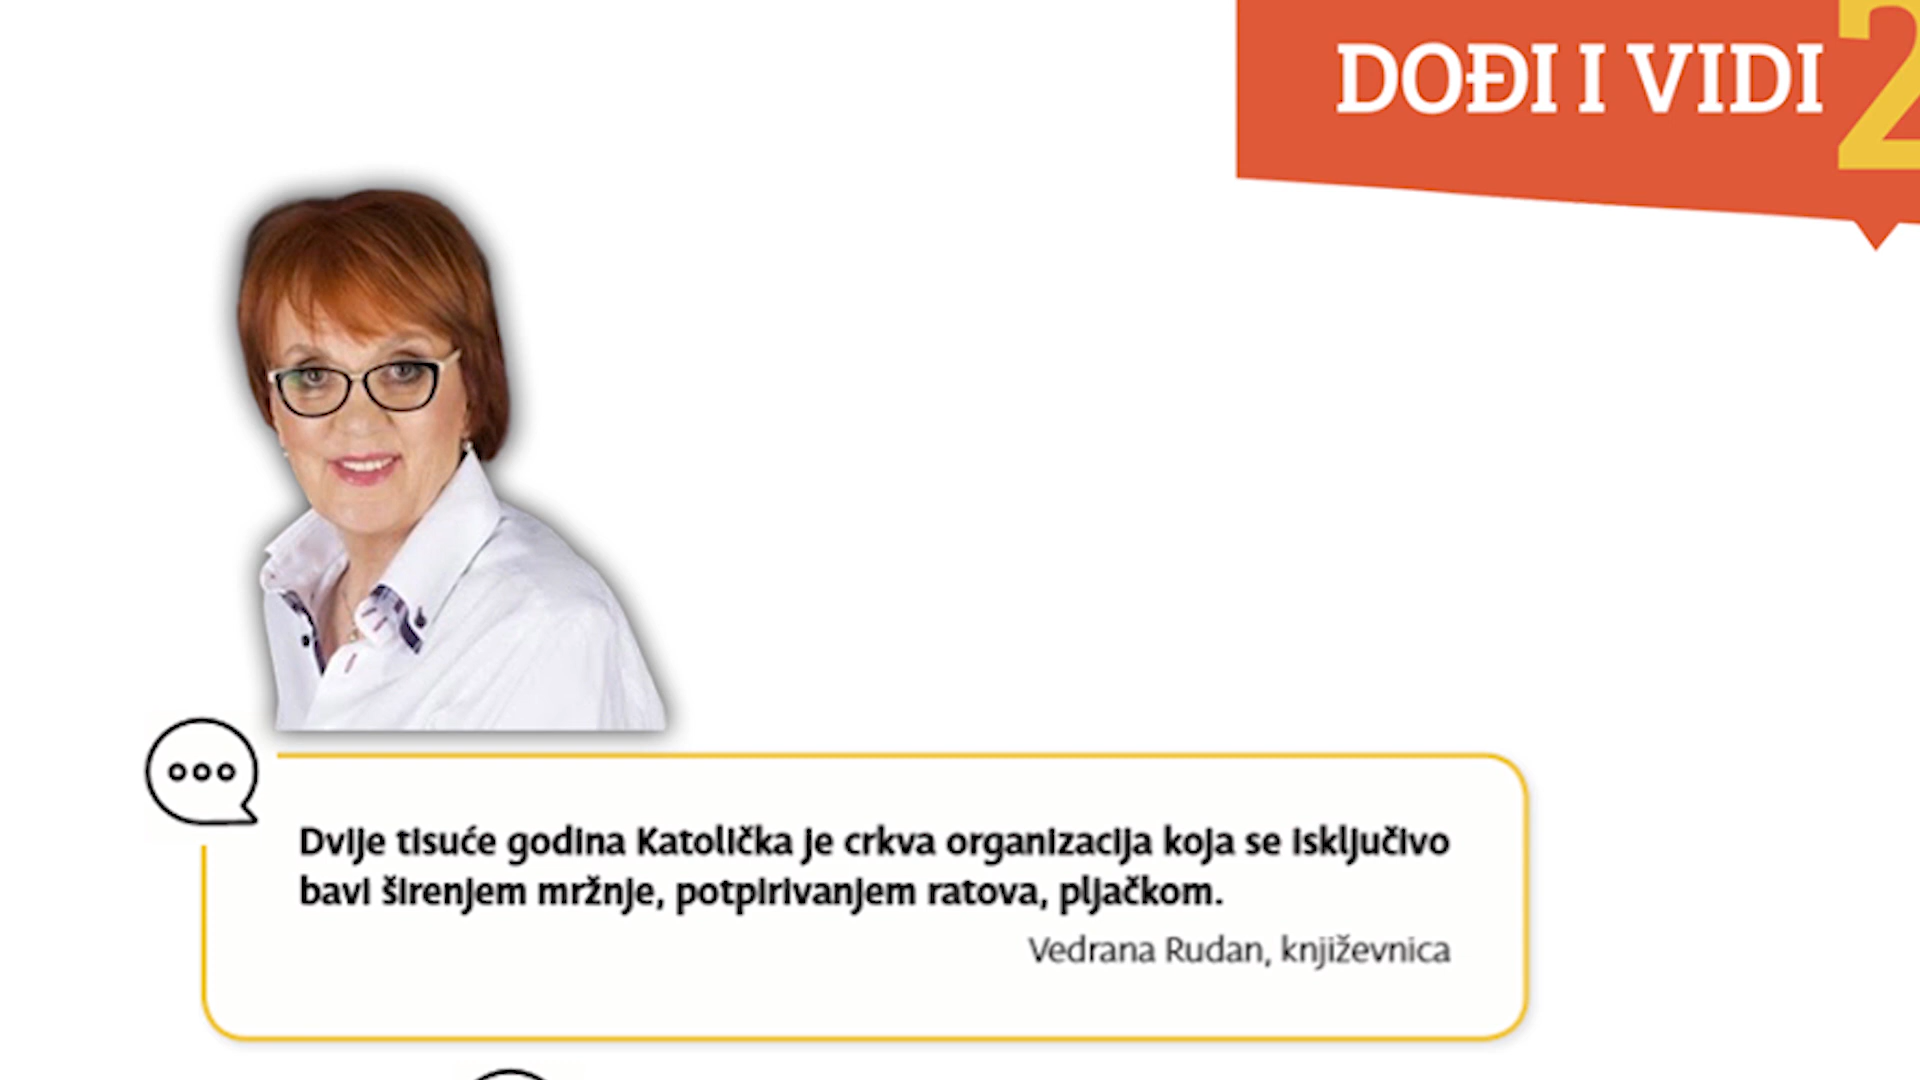 DOĐI I VIDI 2
Dvije tisuće godina Katolička je crkva organizacija koja se isključivo
bavi širenjem mržnje, potpirivanjem ratova, pljačkom.
Vedrana Rudan, književnica